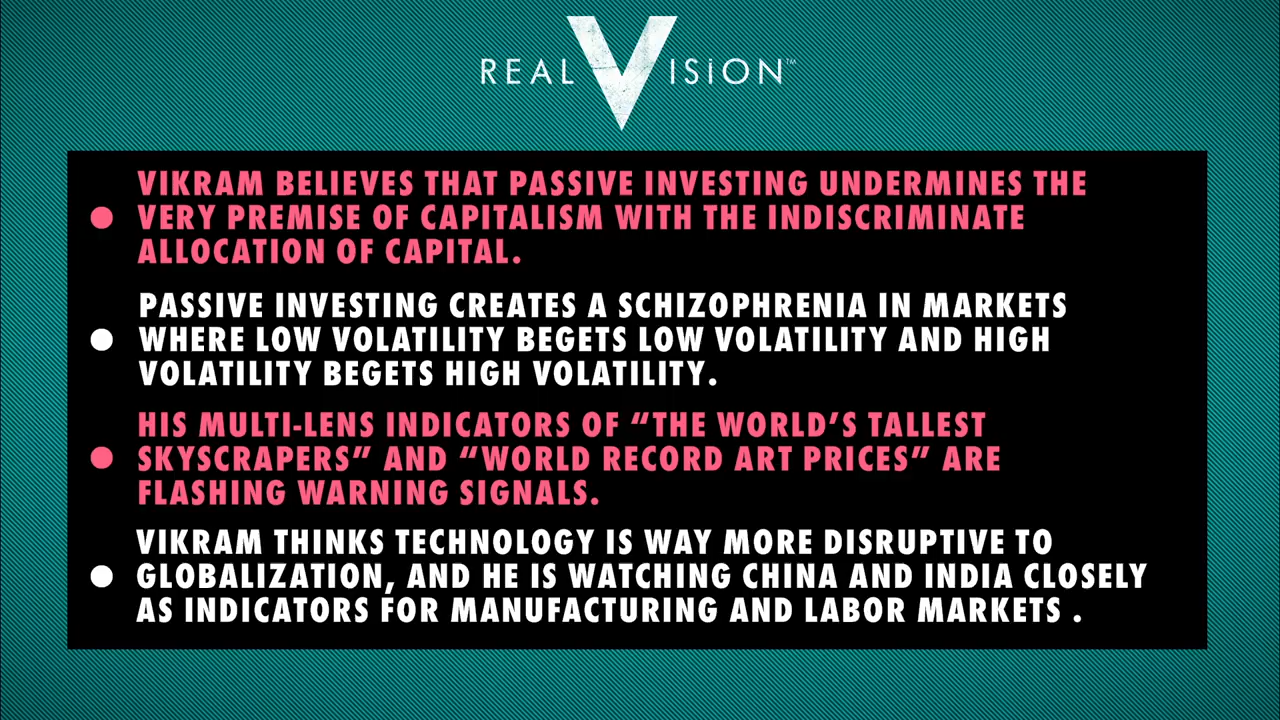 REAL VISION™
VIKRAM BELIEVES THAT PASSIVE INVESTING UNDERMINES THE
VERY PREMISE OF CAPITALISM WITH THE INDISCRIMINATE
ALLOCATION OF CAPITAL.
PASSIVE INVESTING CREATES A SCHIZOPHRENIA IN MARKETS
WHERE LOW VOLATILITY BEGETS LOW VOLATILITY AND HIGH
VOLATILITY BEGETS HIGH VOLATILITY.
HIS MULTI-LENS INDICATORS OF “THE WORLD’S TALLEST
SKYSCRAPERS” AND “WORLD RECORD ART PRICES” ARE
FLASHING WARNING SIGNALS.
VIKRAM THINKS TECHNOLOGY IS WAY MORE DISRUPTIVE TO
GLOBALIZATION, AND HE IS WATCHING CHINA AND INDIA CLOSELY
AS INDICATORS FOR MANUFACTURING AND LABOR MARKETS .